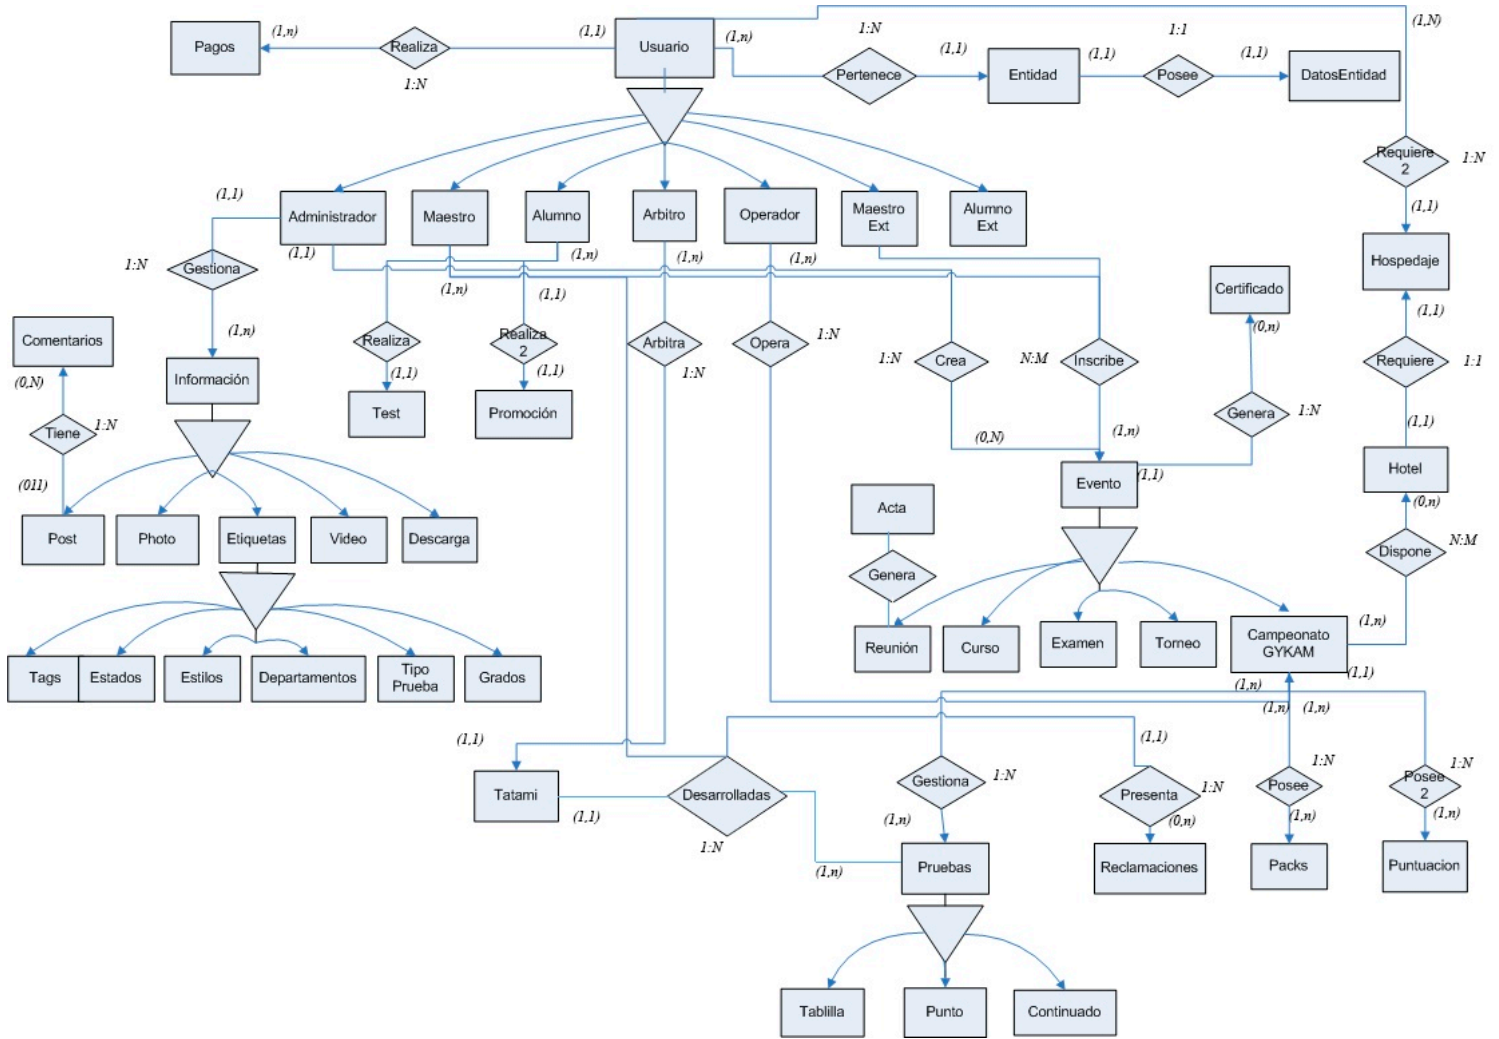 (1,N)
Pagos
(1,n)
Realiza
1:N
(1,1)
Usuario
(1,n)
1:N
Pertenece
(1,1)
Entidad
(1,1)
1:1
Posee
(1,1)
DatosEntidad
Requiere
2
1:N
(1,1)
(1,1)
Administrador
(1,1)
Maestro
(1,n)
Alumno
(1,n)
Arbitro
(1,n)
Operador
(1,n)
Maestro
Ext
Alumno
Ext
Hospedaje
(1,1)
1:N
Gestiona
(1,n)
(1,1)
Certificado
(0,n)
Comentarios
(0,N)
Información
Realiza
(1,1)
Realiza
2
(1,1)
Arbitra
1:N
Opera
1:N
1:N
Crea
N:M
Inscribe
Requiere
1:1
(1,1)
Tiene
1:N
Test
Promoción
(0,N)
(1,n)
Genera
1:N
(011)
Evento
(1,1)
Hotel
(0,n)
Post
Photo
Etiquetas
Video
Descarga
Acta
Genera
Dispone
N:M
Reunión
Curso
Examen
Torneo
Campeonato
GYKAM
(1,n)
(1,1)
Tags
Estados
Estilos
Departamentos
Tipo
Prueba
Grados
(1,n)
(1,n)
(1,n)
(1,1)
(1,1)
Tatami
(1,1)
Desarrolladas
1:N
Gestiona
1:N
(1,n)
Presenta
1:N
(0,n)
Posee
1:N
(1,n)
Posee
2
1:N
(1,n)
(1,n)
Pruebas
Reclamaciones
Packs
Puntuacion
Tablilla
Punto
Continuado